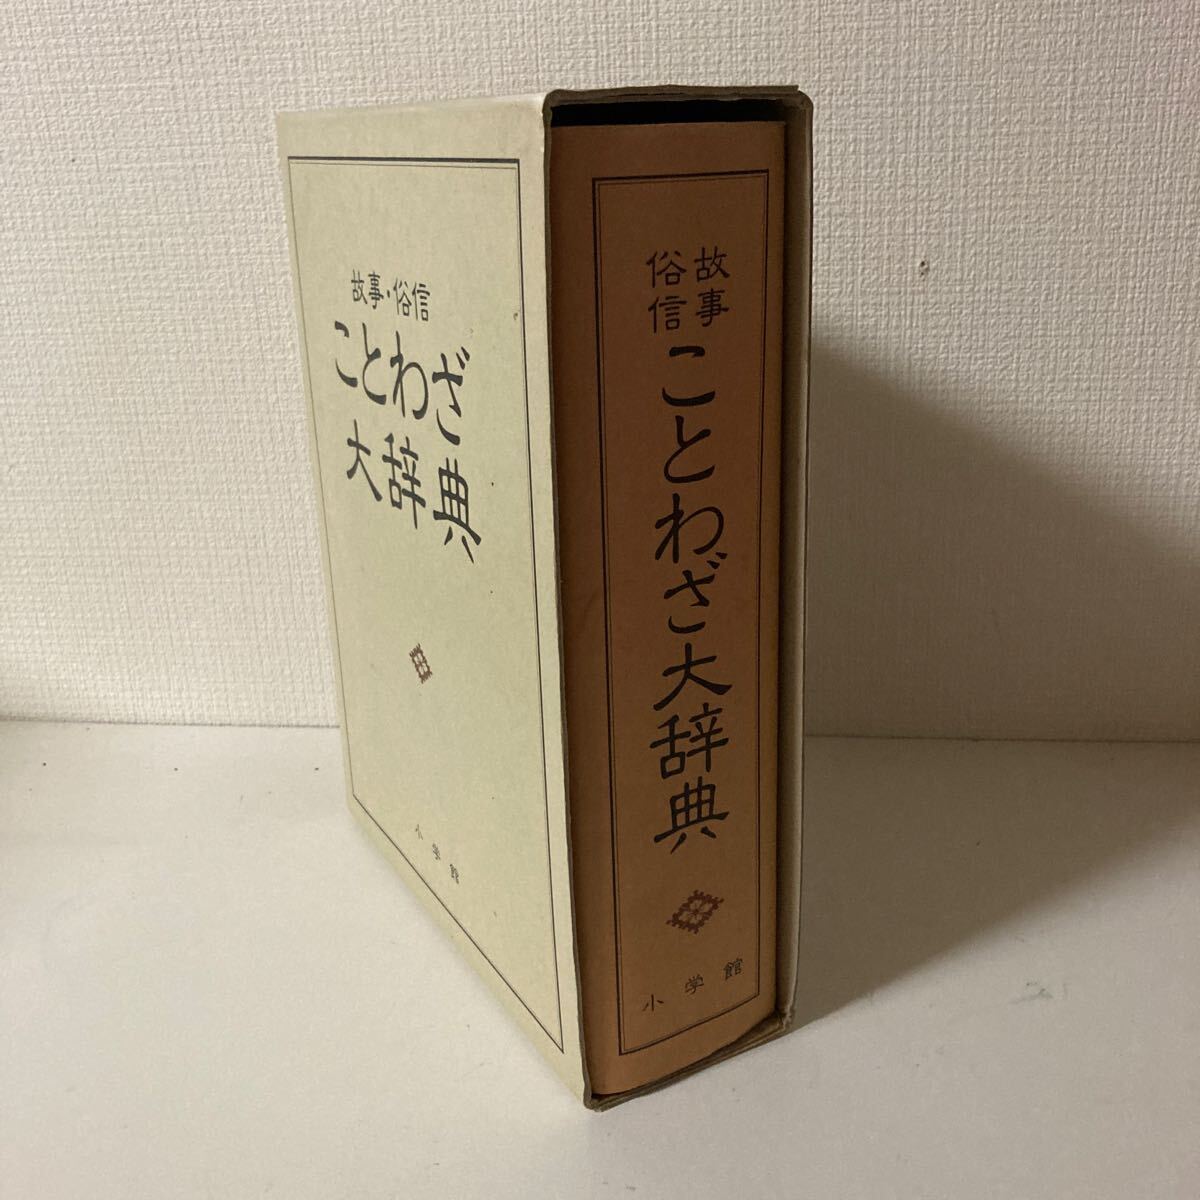 故事・俗信
ことわざ
大辞典
小学館
故事
俗信
ことわざ大辞典
小学館